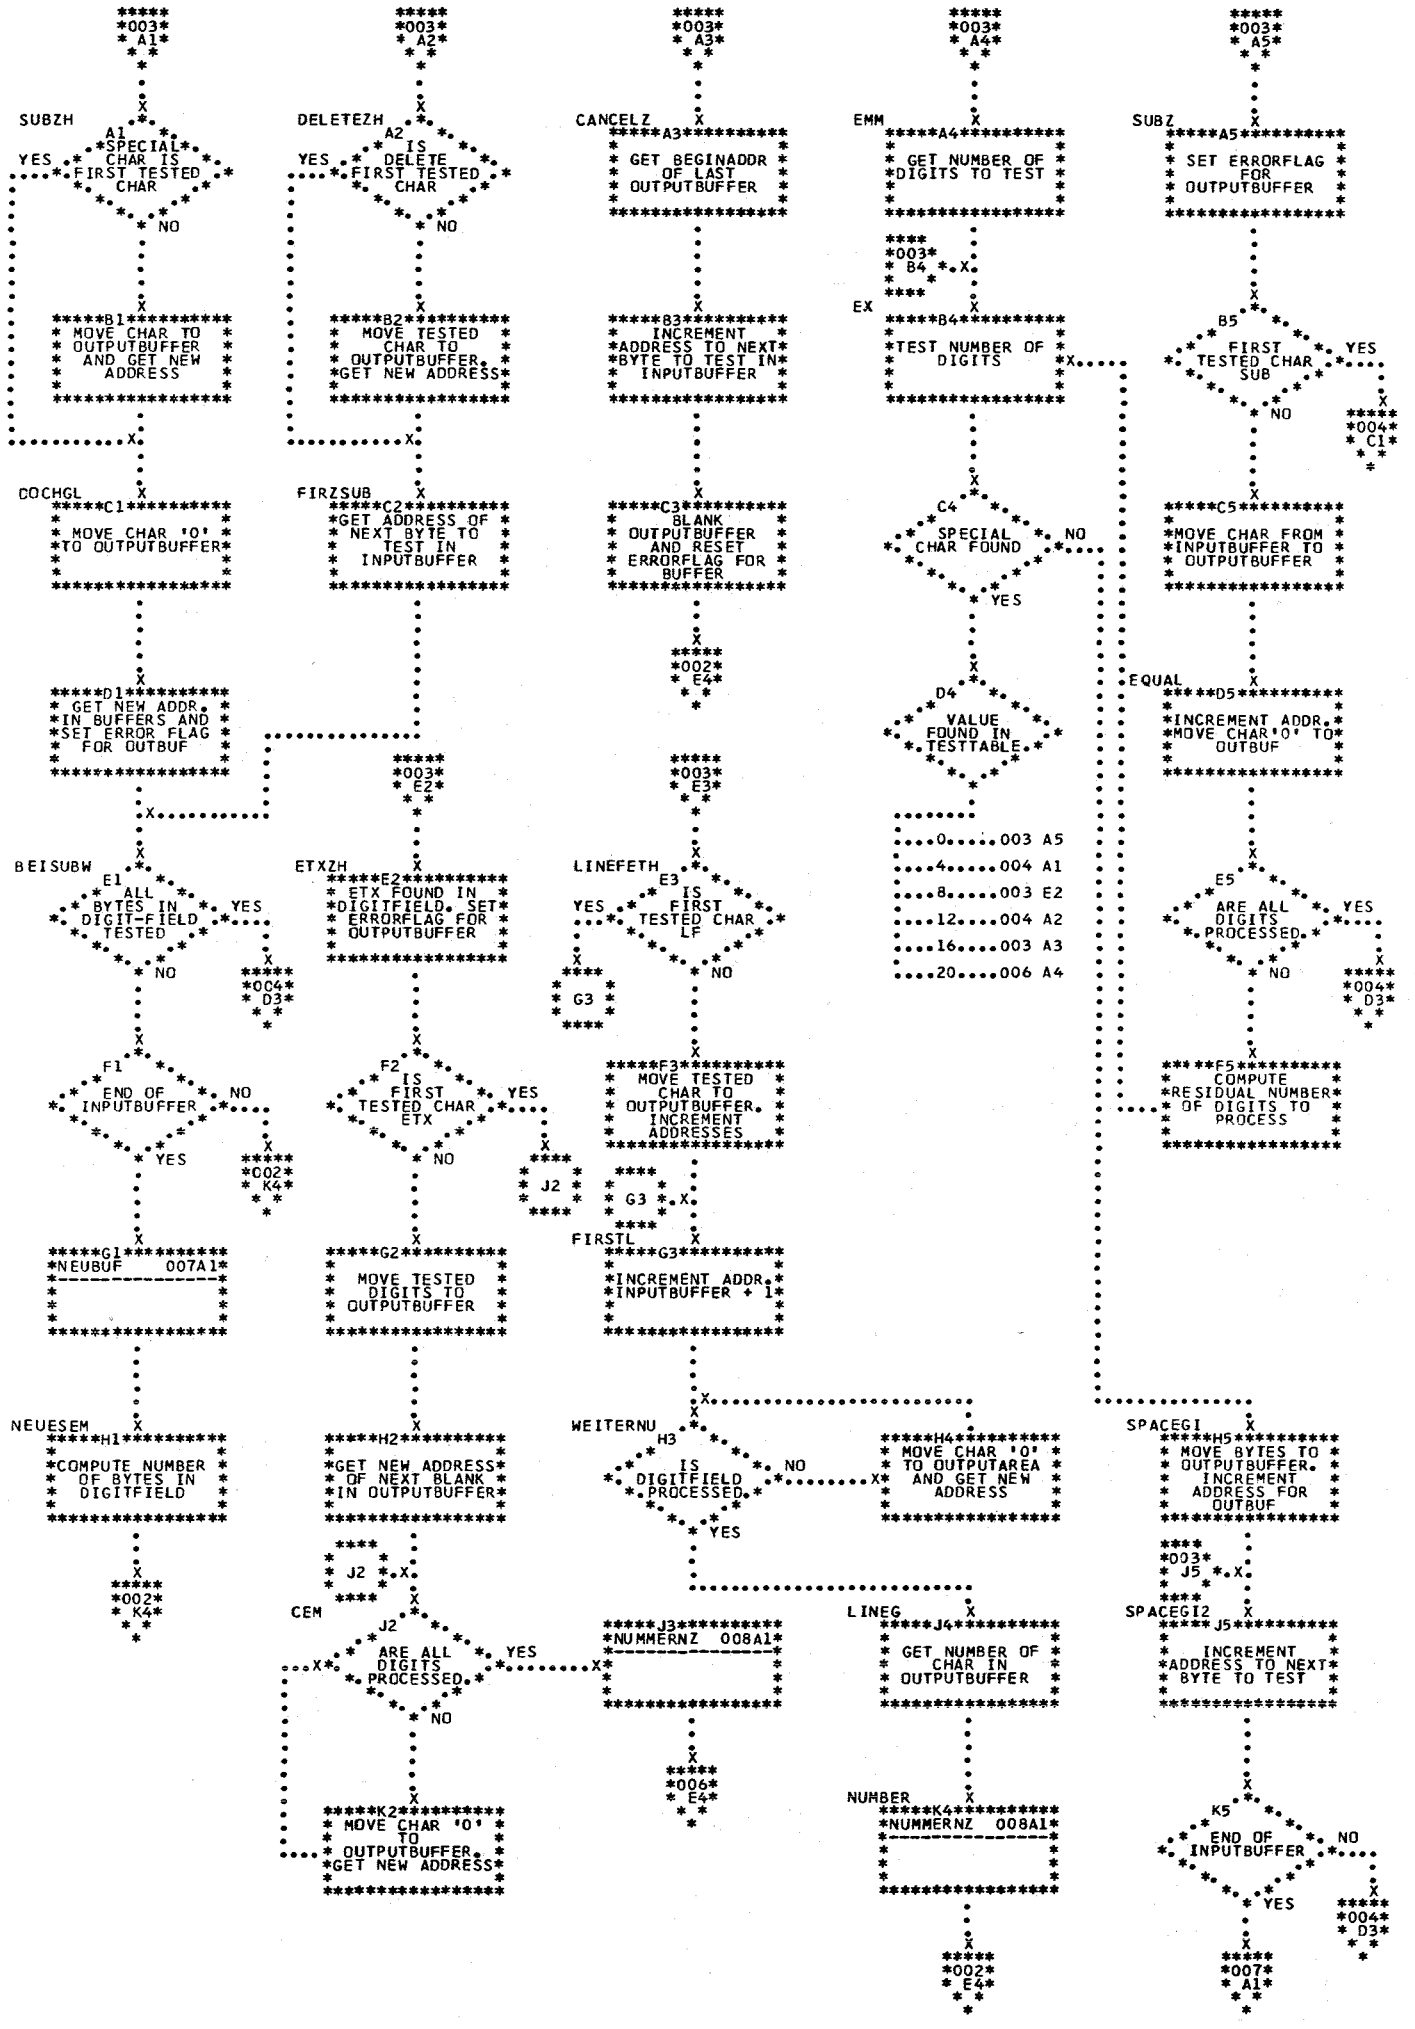 *003*
A1*
SUBZH
A1
*SPECIAL*
YES
CHAR IS
FIRST TESTED
CHAR
NO
*****B1**********
MOVE CHAR TO
OUTPUTBUFFER
AND GET NEW
ADDRESS
COCHGL
*****C1**********
MOVE CHAR '0'
*TO OUTPUTBUFFER*
*****D1**********
GET NEW ADDR.
*IN BUFFERS AND
*SET ERROR FLAG
FOR OUTBUF
BEISUBW
E1
ALL
BYTES IN
YES
DIGIT-FIELD
TESTED
NO
*0C4*
D3*
F1
END OF
NO
INPUTBUFFER
YES
*C02*
K4*
*****G1**********
*NEUBUF 007A1*
NEUESEM
*****H1**********
*COMPUTE NUMBER
OF BYTES IN
DIGITFIELD
*002*
K4*
*003*
A2*
DELETEZH
A2
IS
YES
DELETE
FIRST TESTED
CHAR
NO
*****B2**********
MOVE TESTED
CHAR TO
OUTPUTBUFFER.
*GET NEW ADDRESS*
FIRZSUB
*****C2**********
*GET ADDRESS OF
NEXT BYTE TO
TEST IN
INPUTBUFFER
*003*
E2*
ETXZH
*****E2**********
ETX FOUND IN
*DIGITFIELD. SET
ERRORFLAG FOR
OUTPUTBUFFER
F2
IS
FIRST
YES
TESTED CHAR
ETX
NO
J2
*****G2**********
MOVE TESTED
DIGITS TO
OUTPUTBUFFER
*****H2**********
*GET NEW ADDRESS*
OF NEXT BLANK
*IN OUTPUTBUFFER*
J2
CEM
J2
ARE ALL
YES
DIGITS
PROCESSED.
NO
*****K2**********
MOVE CHAR '0'
TO
OUTPUTBUFFER.
*GET NEW ADDRESS*
*003*
A3*
CANCELZ
*****A3**********
GET BEGINADDR
OF LAST
OUTPUTBUFFER
*****B3**********
INCREMENT
*ADDRESS TO NEXT*
*BYTE TO TEST IN*
INPUTBUFFER
*****C3**********
BLANK
OUTPUTBUFFER
AND RESET
ERRORFLAG FOR
BUFFER
*002*
E4*
*003*
E3*
LINEFETH
E3
IS
YES
FIRST
TESTED CHAR
LF
NO
G3
*****F3**********
MOVE TESTED
CHAR TO
OUTPUTBUFFER.
INCREMENT
ADDRESSES
G3
FIRSTL
*****G3**********
*INCREMENT ADDR.*
*INPUTBUFFER + 1*
WEITERNU
H3
IS
NO
DIGITFIELD
PROCESSED.
YES
*****J3**********
*NUMMERNZ 008A1*
*006*
E4*
*003*
A4*
EMM
*****A4**********
GET NUMBER OF
*DIGITS TO TEST
*003*
B4
EX
*****B4**********
*TEST NUMBER OF
DIGITS
C4
SPECIAL
NO
CHAR FOUND
YES
D4
VALUE
FOUND IN
TESTTABLE.
....0.....003 A5
....4.....004 A1
....8.....003 E2
....12....004 A2
....16....003 A3
....20....006 A4
*****H4**********
MOVE CHAR '0'
TO OUTPUTAREA
AND GET NEW
ADDRESS
LINEG
*****J4**********
GET NUMBER OF
CHAR IN
OUTPUTBUFFER
NUMBER
*****K4**********
*NUMMERNZ 008A1*
*002*
E4*
*003*
A5*
SUBZ
*****A5**********
SET ERRORFLAG
FOR
OUTPUTBUFFER
B5
FIRST
YES
TESTED CHAR
SUB
NO
*004*
C1*
*****C5**********
*MOVE CHAR FROM
*INPUTBUFFER TO
OUTPUTBUFFER
EQUAL
*****D5**********
*INCREMENT ADDR.*
*MOVE CHAR'0' TO*
OUTBUF
E5
ARE ALL
YES
DIGITS
PROCESSED.
NO
*004*
D3*
*****F5**********
COMPUTE
*RESIDUAL NUMBER*
OF DIGITS TO
PROCESS
SPACEGI
*****H5**********
MOVE BYTES TO
OUTPUTBUFFER.
INCREMENT
ADDRESS FOR
OUTBUF
*003*
J5
SPACEGI2
*****J5**********
INCREMENT
*ADDRESS TO NEXT*
BYTE TO TEST
K5
END OF
NO
INPUTBUFFER
YES
*004*
D3*
*007*
A1*